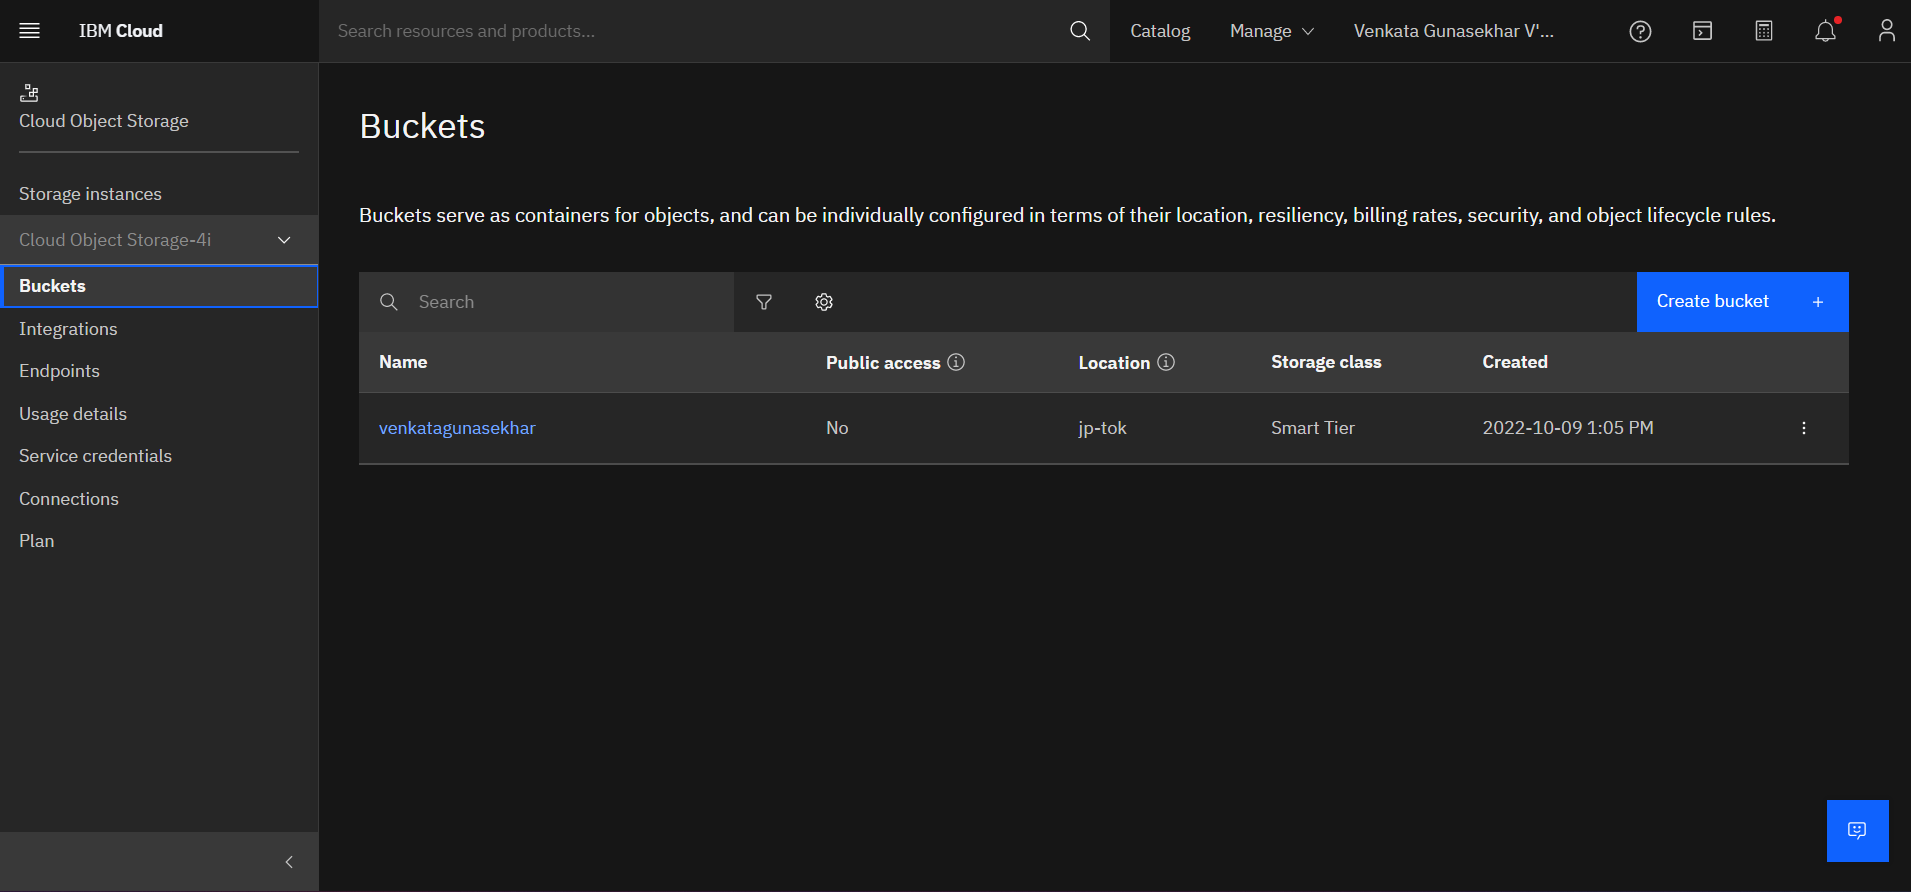 IBM Cloud
Search resources and products...
Catalog
Manage
Venkata Gunasekhar V'...
Cloud Object Storage
Storage instances
Cloud Object Storage-4i
Buckets
Integrations
Endpoints
Usage details
Service credentials
Connections
Plan
Buckets
Buckets serve as containers for objects, and can be individually configured in terms of their location, resiliency, billing rates, security, and object lifecycle rules.
Search
Create bucket +
Name Public access Location Storage class Created
venkatagunasekhar No jp-tok Smart Tier 2022-10-09 1:05 PM